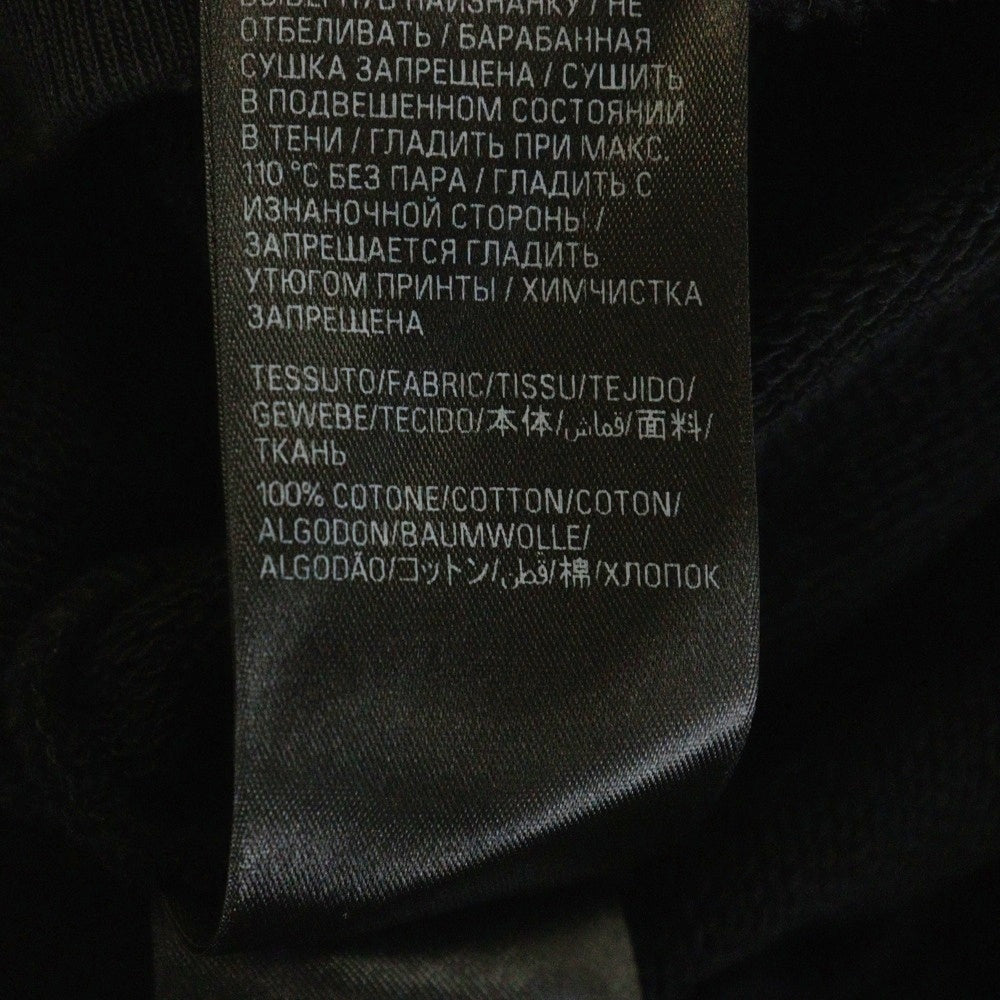 НАИЗНАНКУ / НЕ
ОТБЕЛИВАТЬ / БАРАБАННАЯ
СУШКА ЗАПРЕЩЕНА / СУШИТЬ
В ПОДВЕШЕННОМ СОСТОЯНИИ
В ТЕНИ / ГЛАДИТЬ ПРИ МАКС.
110 °C БЕЗ ПАРА / ГЛАДИТЬ С
ИЗНАНОЧНОЙ СТОРОНЫ /
ЗАПРЕЩАЕТСЯ ГЛАДИТЬ
УТЮГОМ ПРИНТЫ / ХИМЧИСТКА
ЗАПРЕЩЕНА
TESSUTO/FABRIC/TISSU/TEJIDO/
GEWEBE/TECIDO/本体/قماش/面料/
ТКАНЬ
100% COTONE/COTTON/COTON/
ALGODON/BAUMWOLLE/
ALGODÃO/コットン/قطن/棉/ХЛОПОК